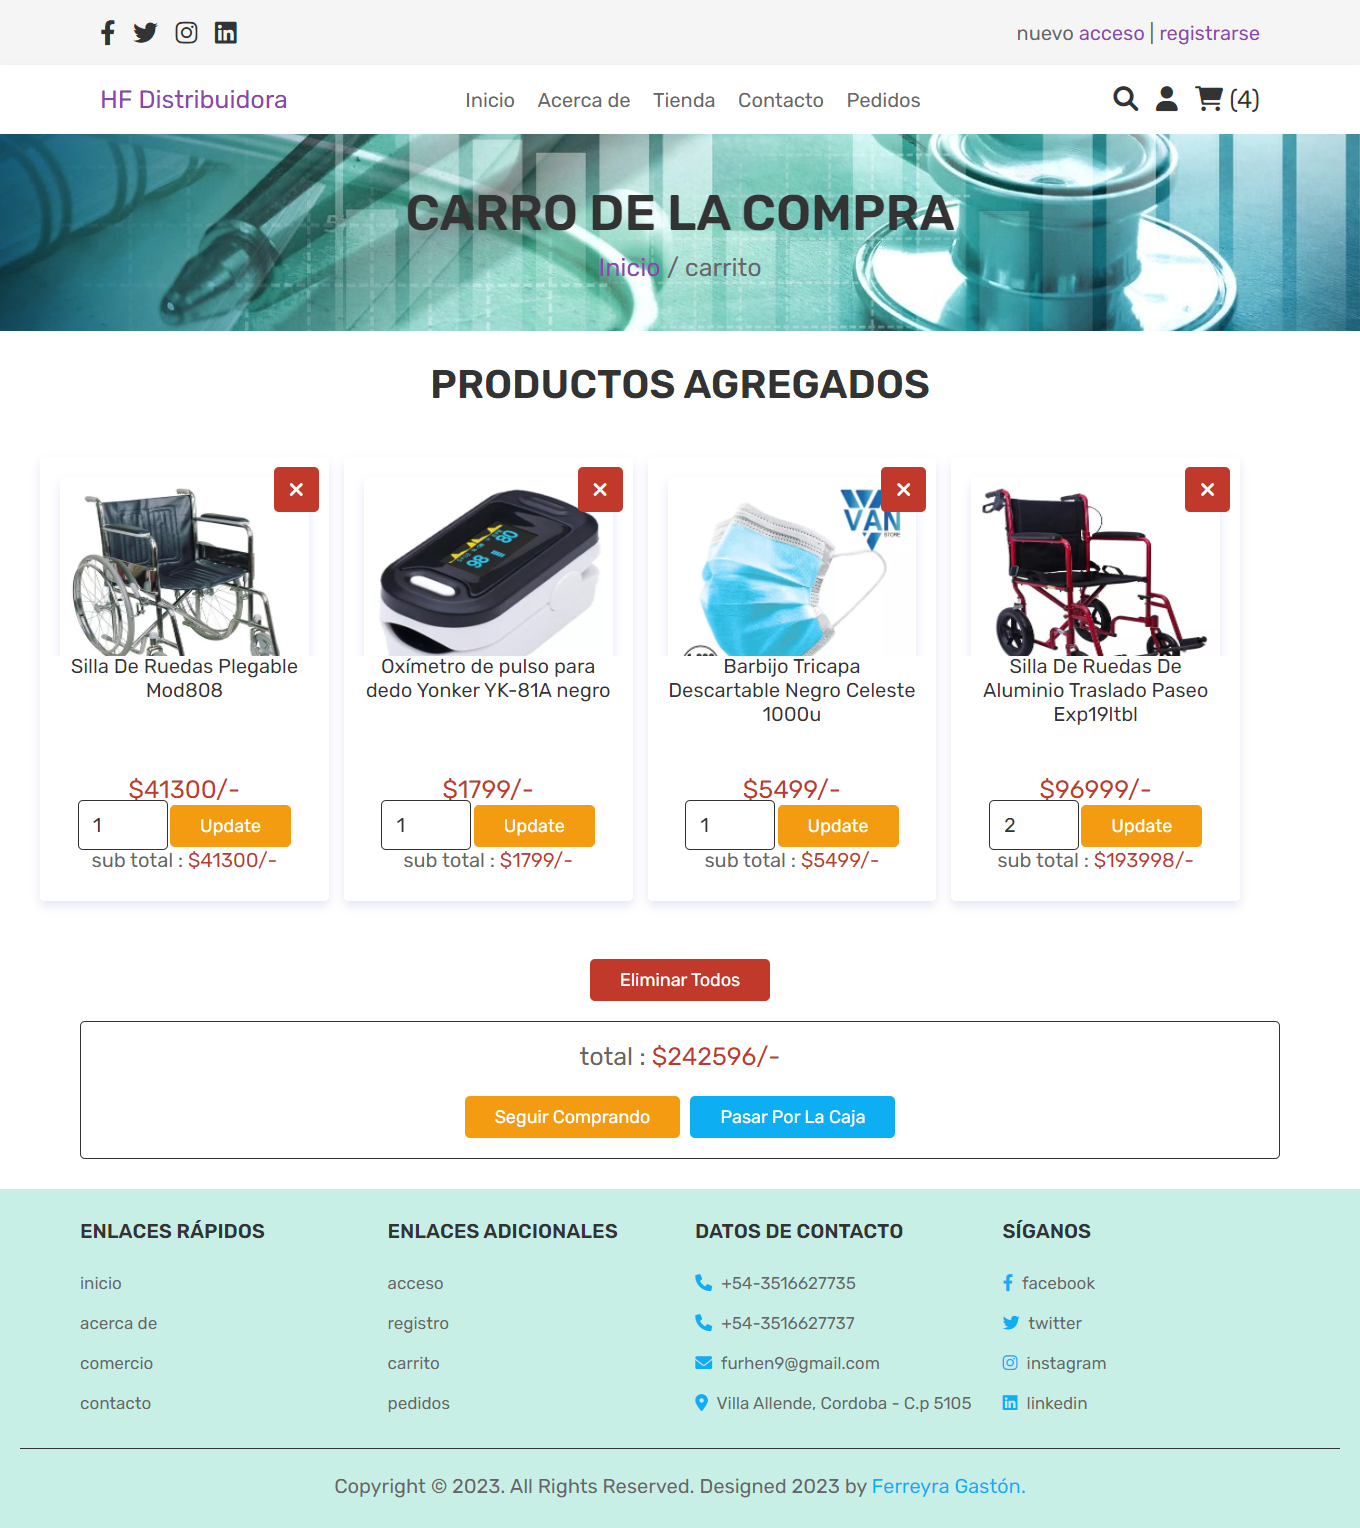 nuevo acceso | registrarse
HF Distribuidora
Inicio Acerca de Tienda Contacto Pedidos
(4)
CARRO DE LA COMPRA
Inicio / carrito
PRODUCTOS AGREGADOS
98 80
VAN
STORE
Silla De Ruedas Plegable
Mod808
$41300/-
1 Update
sub total : $41300/-
Oxímetro de pulso para
dedo Yonker YK-81A negro
$1799/-
1 Update
sub total : $1799/-
Barbijo Tricapa
Descartable Negro Celeste
1000u
$5499/-
1 Update
sub total : $5499/-
Silla De Ruedas De
Aluminio Traslado Paseo
Exp19ltbl
$96999/-
2 Update
sub total : $193998/-
Eliminar Todos
total : $242596/-
Seguir Comprando Pasar Por La Caja
ENLACES RÁPIDOS
inicio
acerca de
comercio
contacto
ENLACES ADICIONALES
acceso
registro
carrito
pedidos
DATOS DE CONTACTO
+54-3516627735
+54-3516627737
furhen9@gmail.com
Villa Allende, Cordoba - C.p 5105
SÍGANOS
facebook
twitter
instagram
linkedin
Copyright © 2023. All Rights Reserved. Designed 2023 by Ferreyra Gastón.